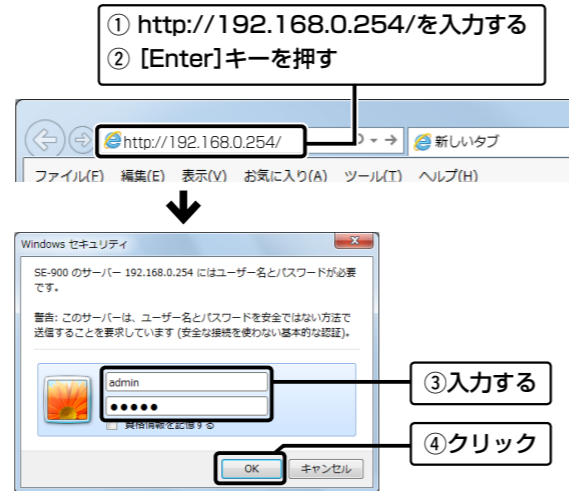 ① http://192.168.0.254/を入力する
② [Enter]キーを押す
http://192.168.0.254/
新しいタブ
ファイル(F) 編集(E) 表示(V) お気に入り(A) ツール(T) ヘルプ(H)
Windows セキュリティ
SE-900 のサーバー 192.168.0.254 にはユーザー名とパスワードが必要
です。
警告: このサーバーは、ユーザー名とパスワードを安全ではない方法で
送信することを要求しています (安全な接続を使わない基本的な認証)。
admin
●●●●●
資格情報を記憶する
③入力する
④クリック
OK キャンセル